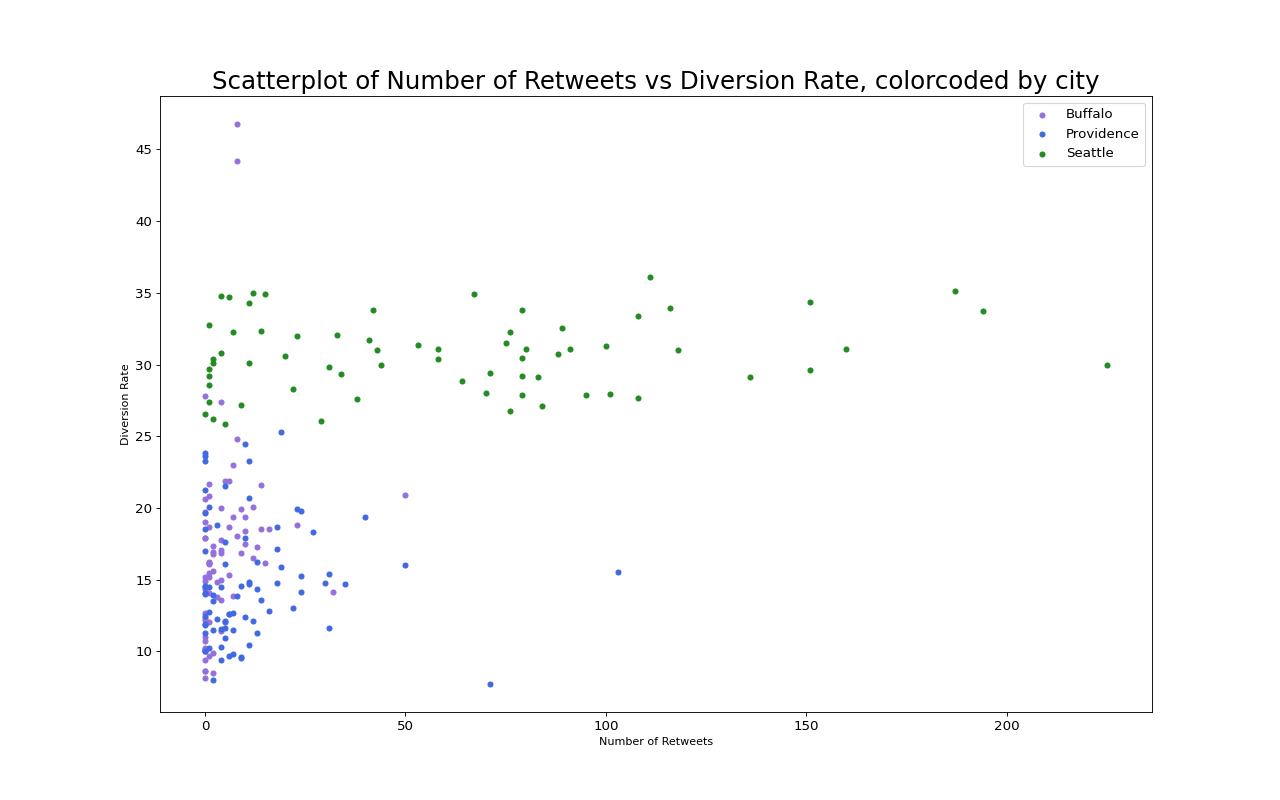 Scatterplot of Number of Retweets vs Diversion Rate, colorcoded by city
Buffalo
Providence
Seattle
45
40
35
30
25
20
15
10
Diversion Rate
0
50
100
150
200
Number of Retweets